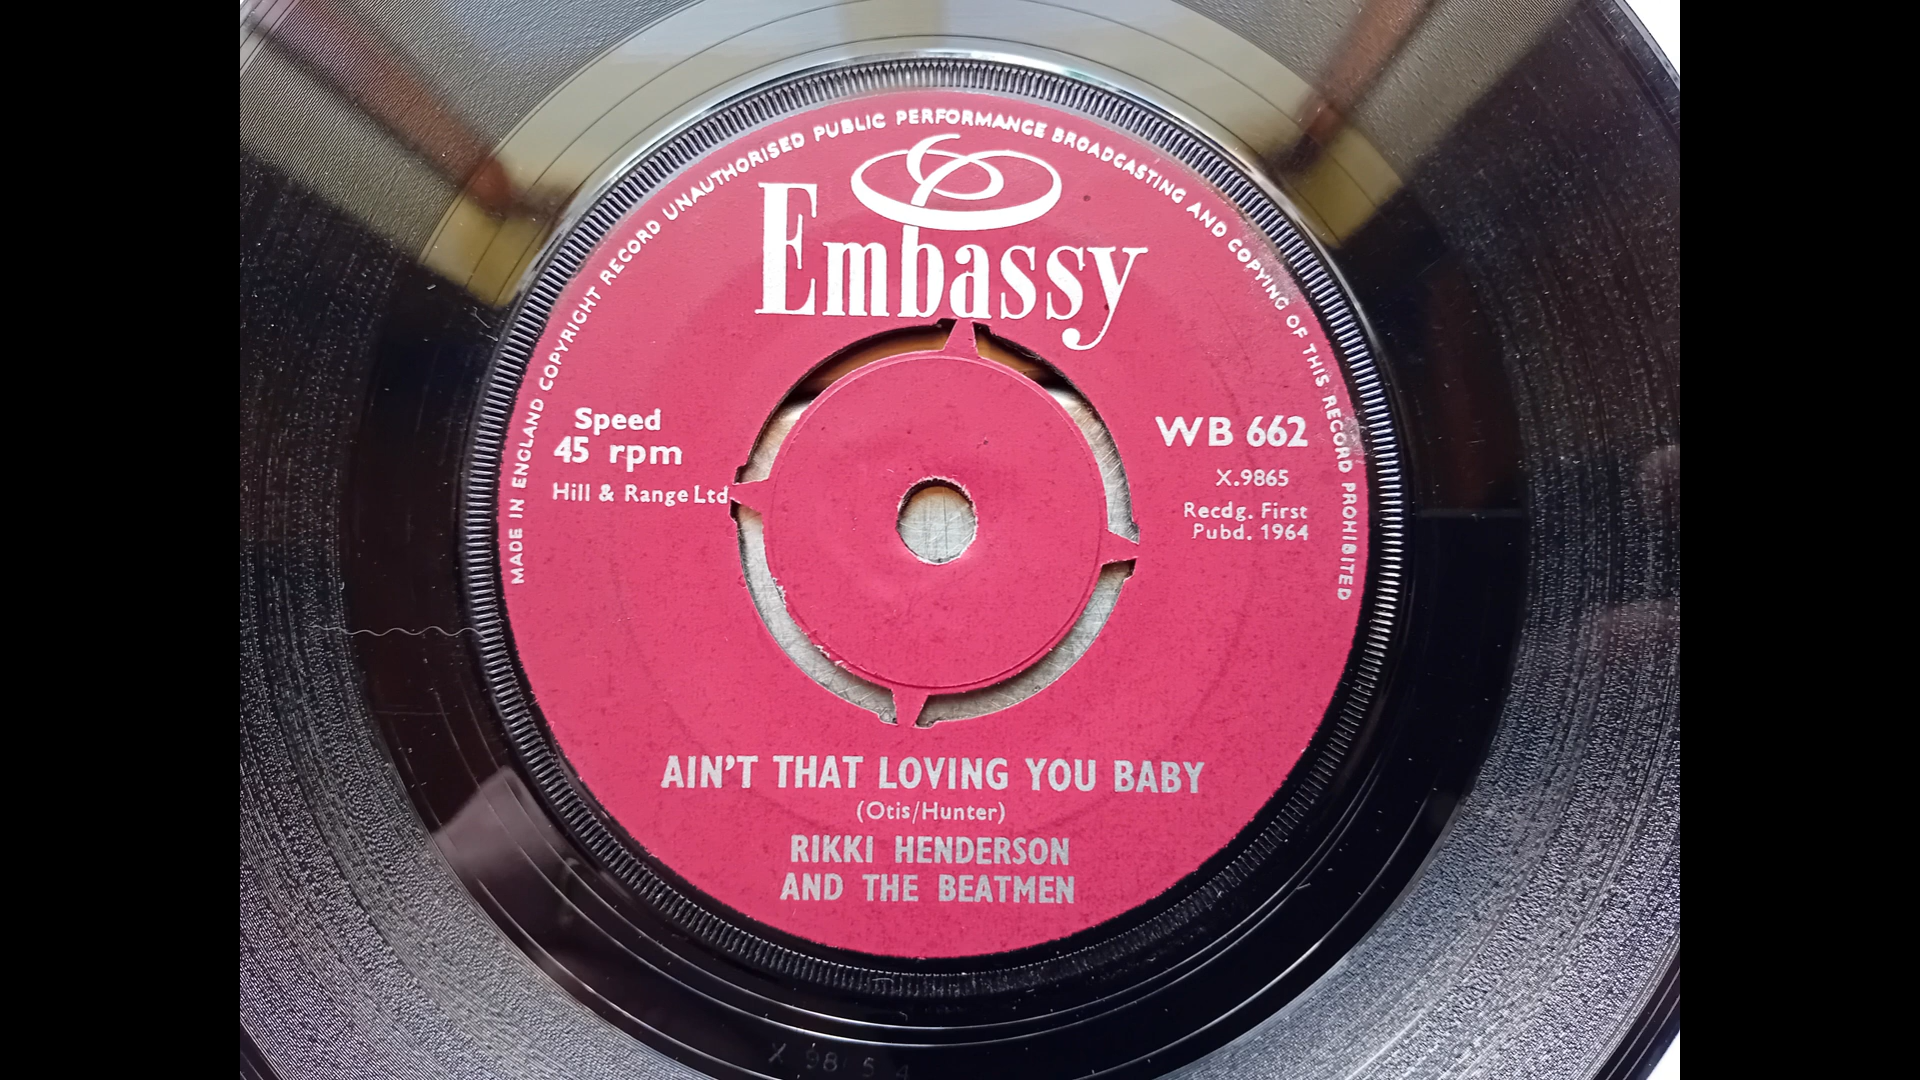 MADE IN ENGLAND COPYRIGHT RECORD UNAUTHORISED PUBLIC PERFORMANCE BROADCASTING AND COPYING OF THIS RECORD PROHIBITED
Embassy
Speed
45 rpm
Hill & Range Ltd
WB 662
X.9865
Recdg. First
Pubd. 1964
AIN'T THAT LOVING YOU BABY
(Otis/Hunter)
RIKKI HENDERSON
AND THE BEATMEN